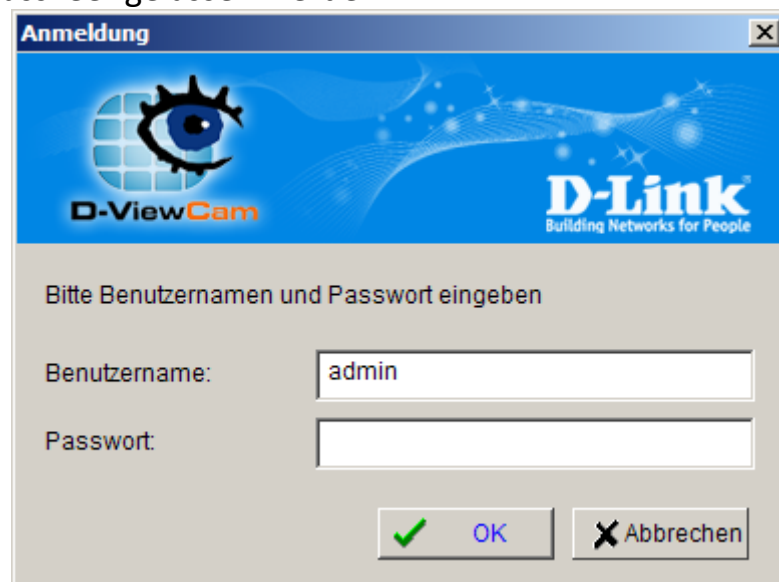 Anmeldung
D-ViewCam
D-Link
Building Networks for People
Bitte Benutzernamen und Passwort eingeben
Benutzername: admin
Passwort:
OK Abbrechen